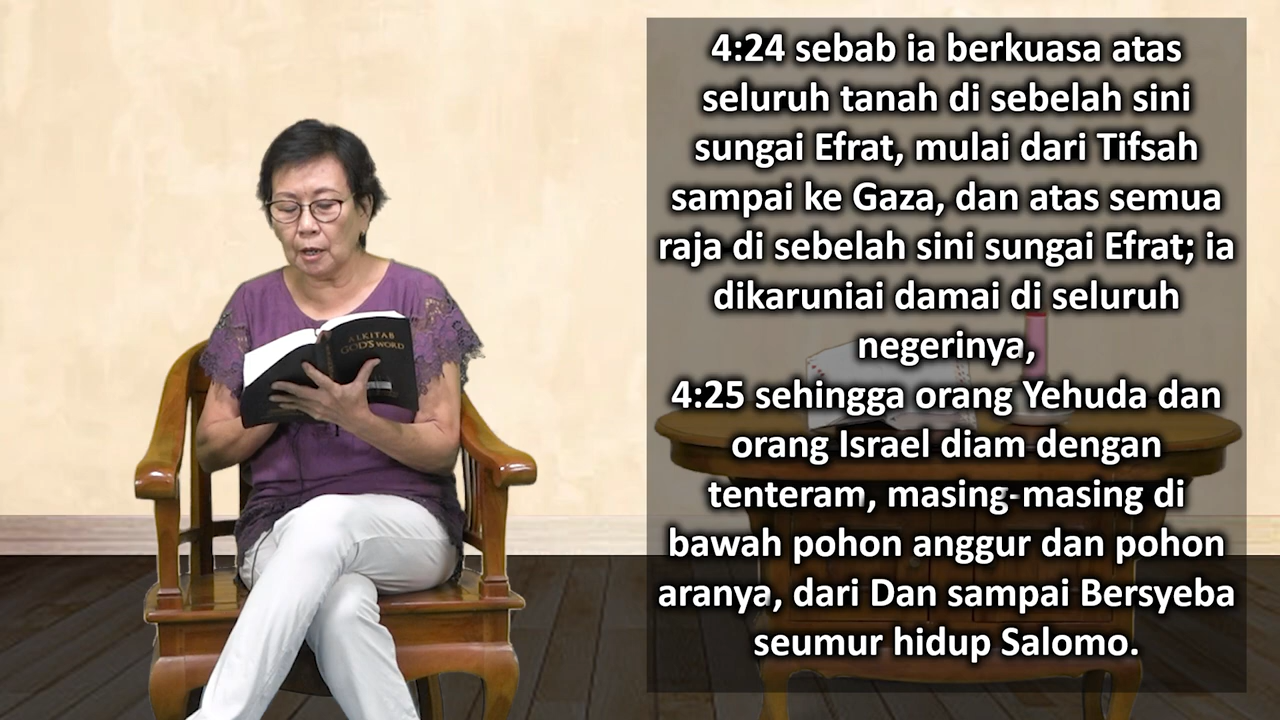 4:24 sebab ia berkuasa atas
seluruh tanah di sebelah sini
sungai Efrat, mulai dari Tifsah
sampai ke Gaza, dan atas semua
raja di sebelah sini sungai Efrat; ia
dikaruniai damai di seluruh
negerinya,
4:25 sehingga orang Yehuda dan
orang Israel diam dengan
tenteram, masing-masing di
bawah pohon anggur dan pohon
aranya, dari Dan sampai Bersyeba
seumur hidup Salomo.
ALKITAB
GOD'S WORD